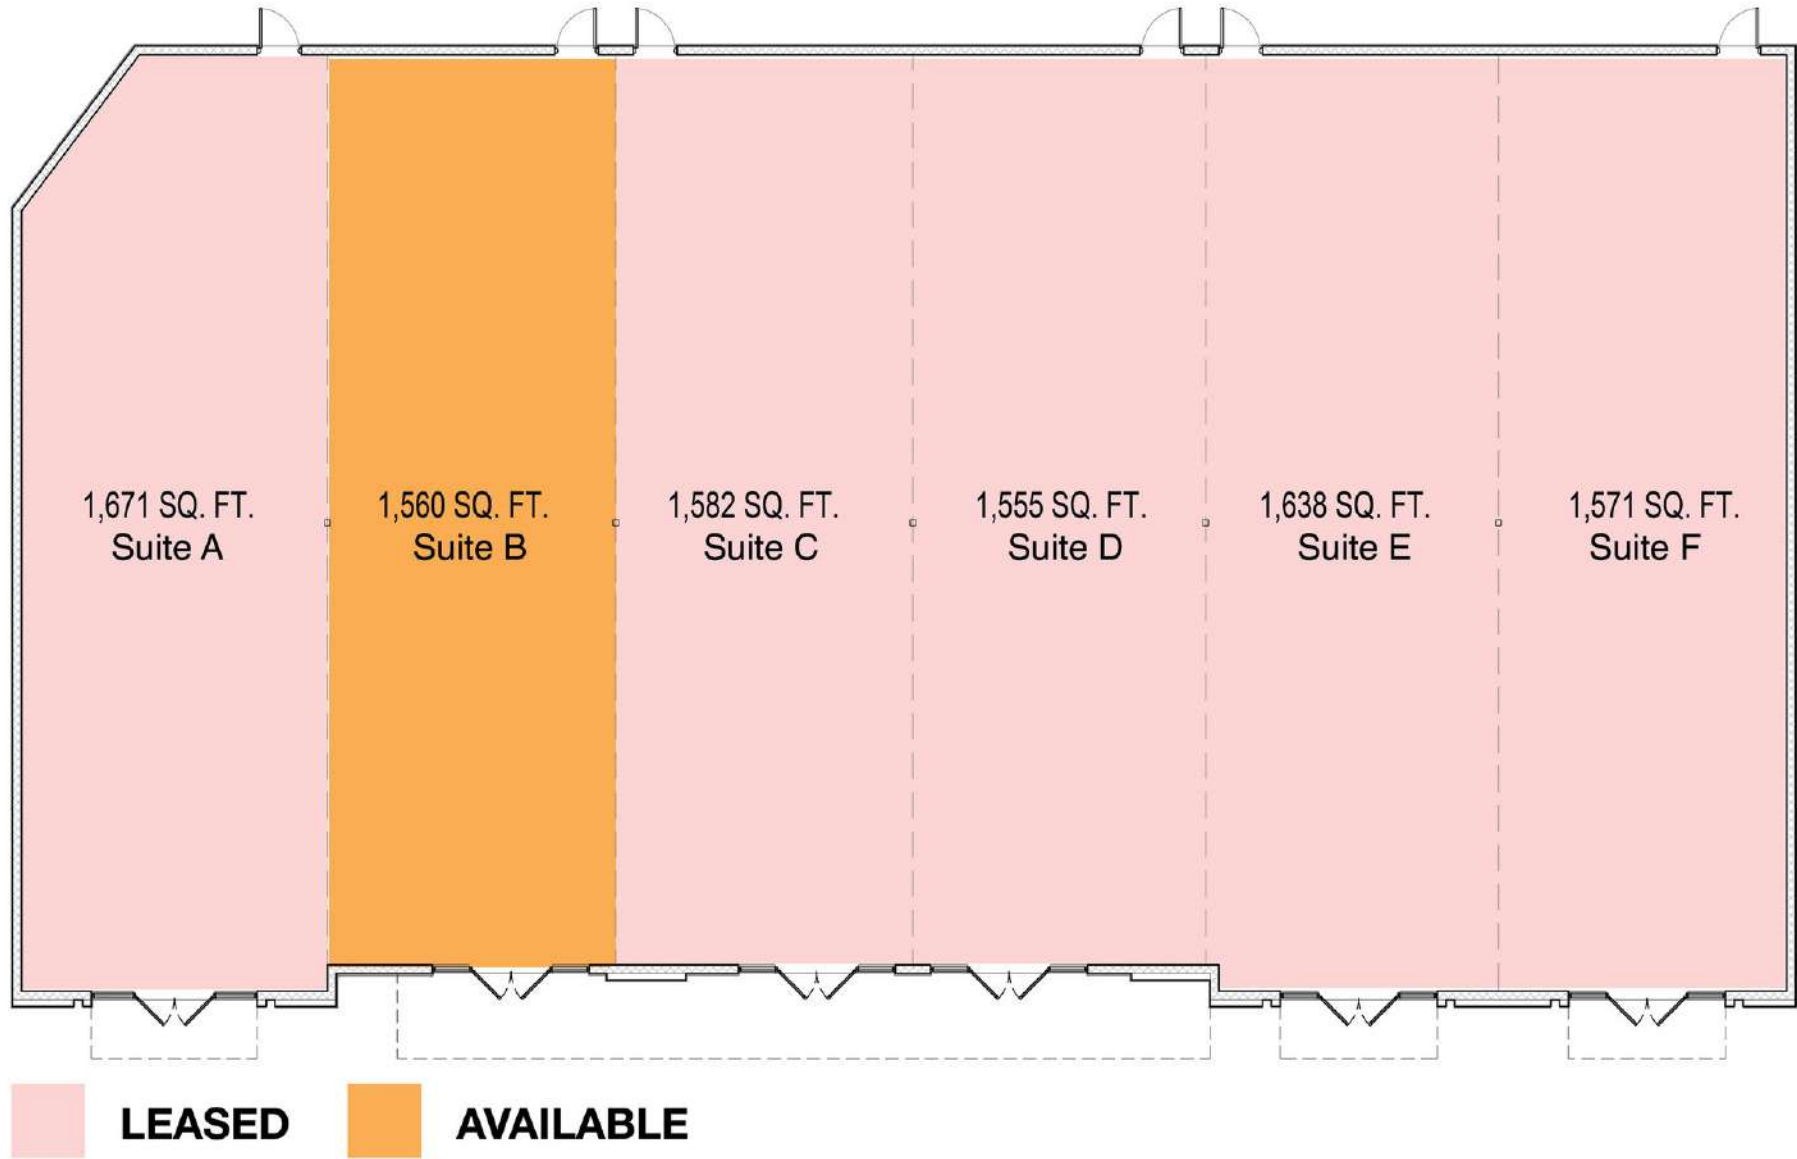 1,671 SQ. FT.
Suite A
1,560 SQ. FT.
Suite B
1,582 SQ. FT.
Suite C
1,555 SQ. FT.
Suite D
1,638 SQ. FT.
Suite E
1,571 SQ. FT.
Suite F
LEASED
AVAILABLE